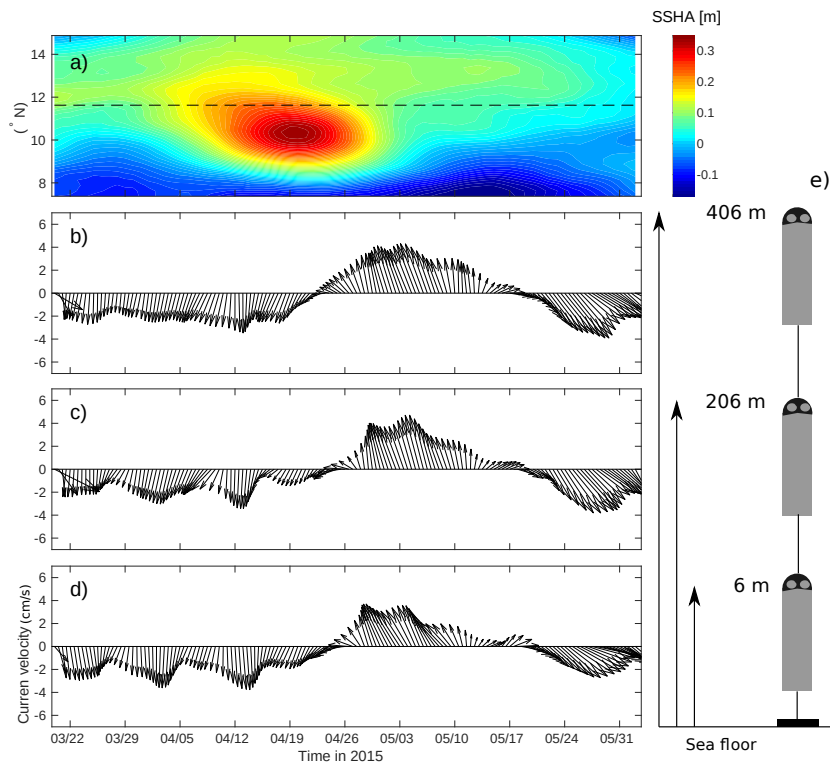 SSHA [m]
a)
14
12
10
8
(° N)
0.3
0.2
0.1
0
-0.1
e)
b)
6
4
2
0
-2
-4
-6
406 m
c)
6
4
2
0
-2
-4
-6
206 m
d)
6
4
2
0
-2
-4
-6
6 m
Curren velocity (cm/s)
03/22 03/29 04/05 04/12 04/19 04/26 05/03 05/10 05/17 05/24 05/31
Time in 2015
Sea floor